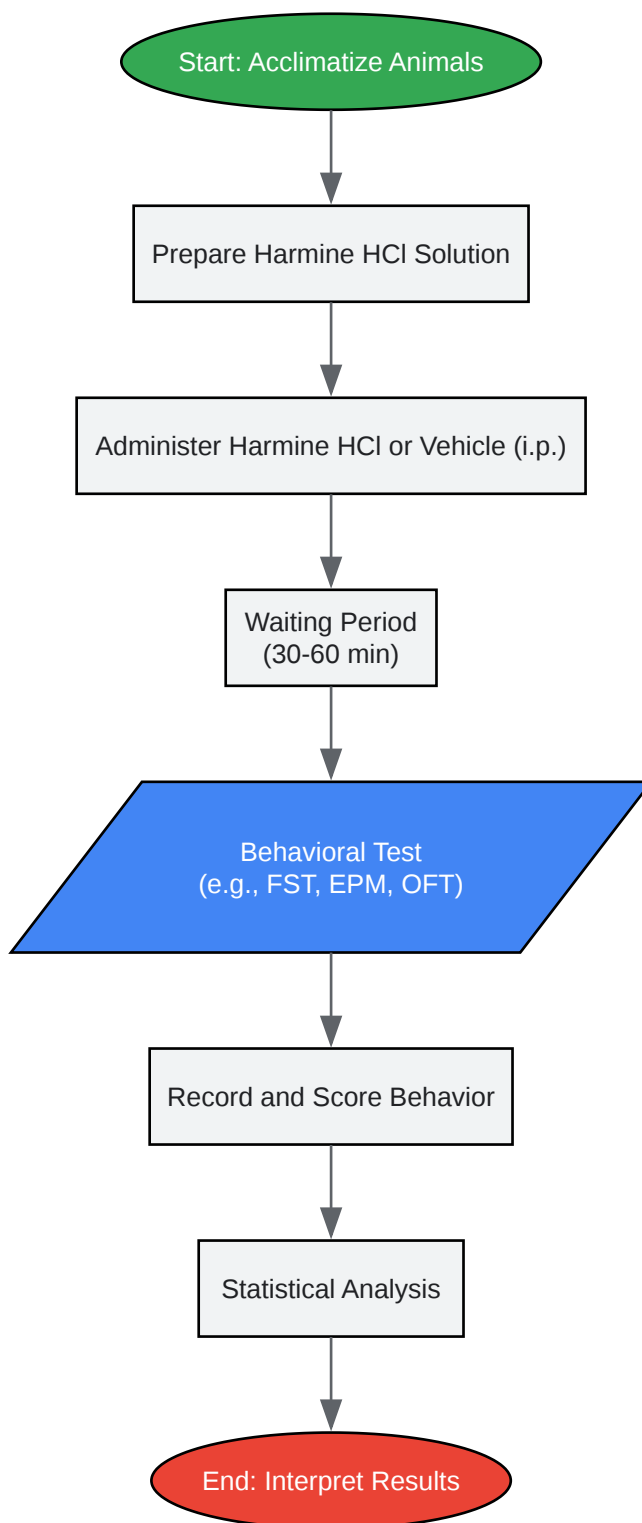 Start: Acclimatize Animals
Prepare Harmine HCl Solution
Administer Harmine HCl or Vehicle (i.p.)
Waiting Period
(30-60 min)
Behavioral Test
(e.g., FST, EPM, OFT)
Record and Score Behavior
Statistical Analysis
End: Interpret Results